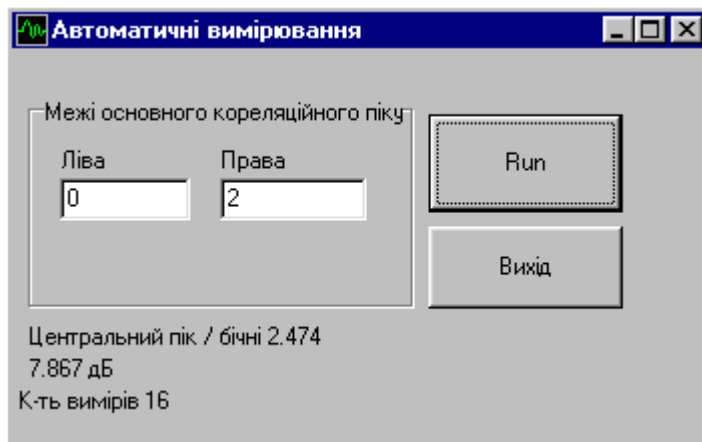 Автоматичні вимірювання
Межі основного кореляційного піку
Ліва Права
0 2
Run
Вихід
Центральний пік / бічні 2.474
7.867 дБ
К-ть вимірів 16